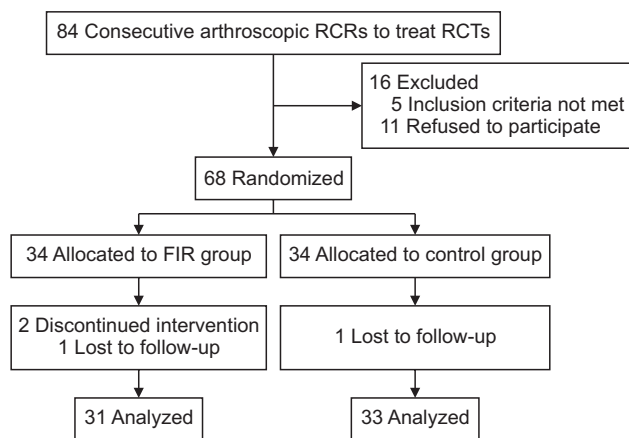 84 Consecutive arthroscopic RCRs to treat RCTs
16 Excluded
5 Inclusion criteria not met
11 Refused to participate
68 Randomized
34 Allocated to FIR group
34 Allocated to control group
2 Discontinued intervention
1 Lost to follow-up
1 Lost to follow-up
31 Analyzed
33 Analyzed